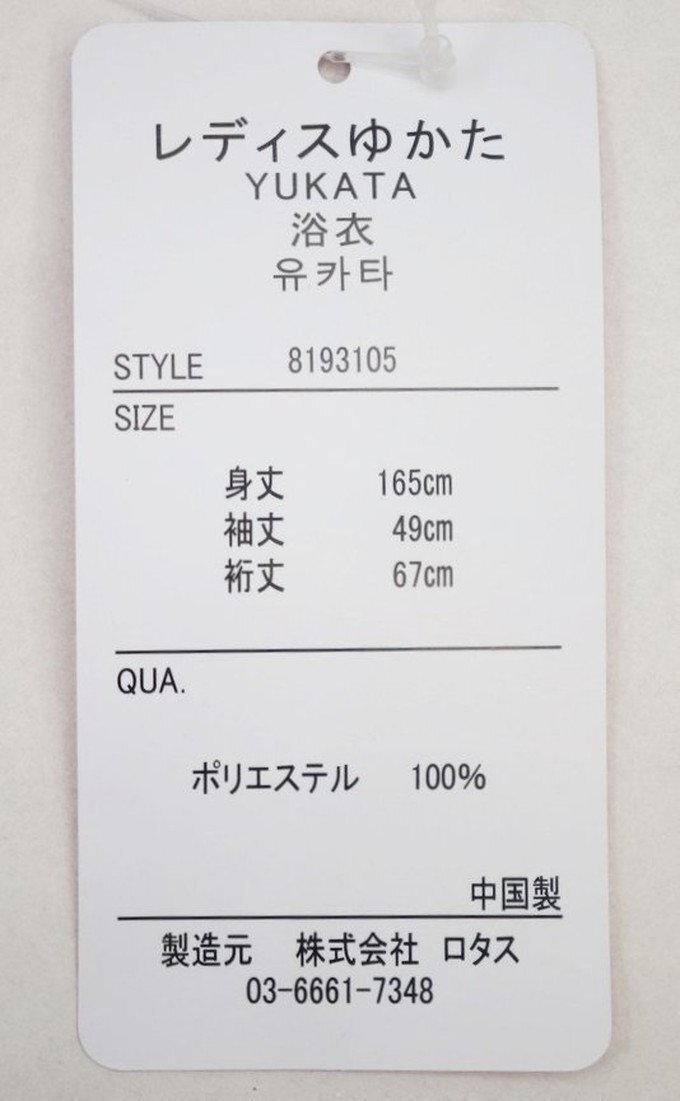 レディスゆかた
YUKATA
浴衣
유카타
STYLE 8193105
SIZE
身丈 165cm
袖丈 49cm
裄丈 67cm
QUA.
ポリエステル 100%
中国製
製造元 株式会社 ロタス
03-6661-7348